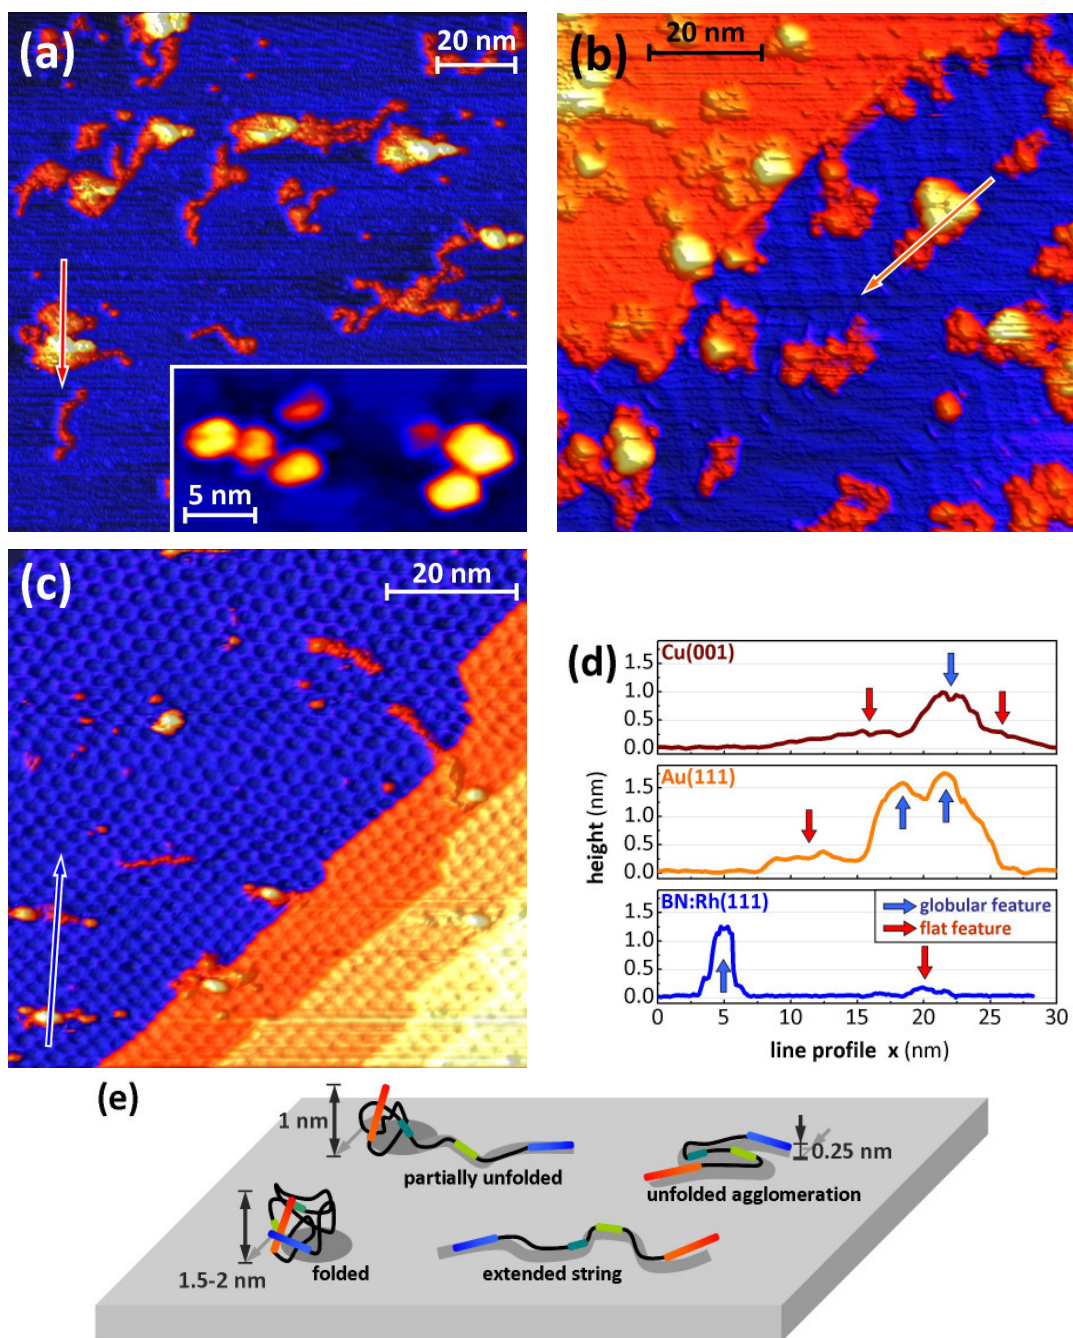 (a)
20 nm
5 nm
(b)
20 nm
(c)
20 nm
(d)
Cu(001)
1.5
1.0
0.5
0.0
Au(111)
1.5
1.0
0.5
0.0
height (nm)
BN:Rh(111)
globular feature
flat feature
1.5
1.0
0.5
0.0
0 5 10 15 20 25 30
line profile x (nm)
(e)
1 nm
partially unfolded
0.25 nm
unfolded agglomeration
1.5-2 nm
folded
extended string